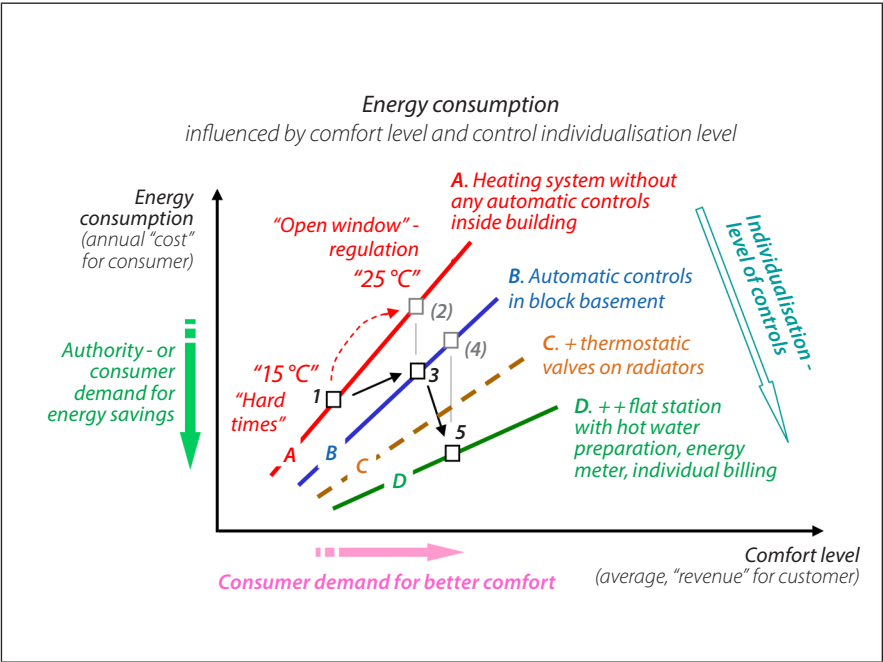 Energy consumption
influenced by comfort level and control individualisation level
Energy
consumption
(annual “cost”
for consumer)
“Open window” -
regulation
“25 °C”
A. Heating system without
any automatic controls
inside building
Individualisation -
level of controls
(2)
B. Automatic controls
in block basement
(4)
Authority - or
consumer
demand for
energy savings
“15 °C”
1
“Hard
times”
3
C. + thermostatic
valves on radiators
5
D. ++ flat station
with hot water
preparation, energy
meter, individual billing
A
B
C
D
Consumer demand for better comfort
Comfort level
(average, “revenue” for customer)